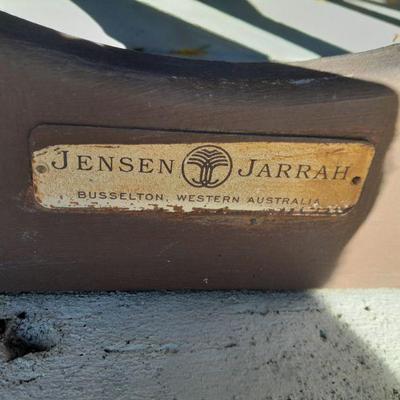 JENSEN JARRAH
BUSSELTON, WESTERN AUSTRALIA